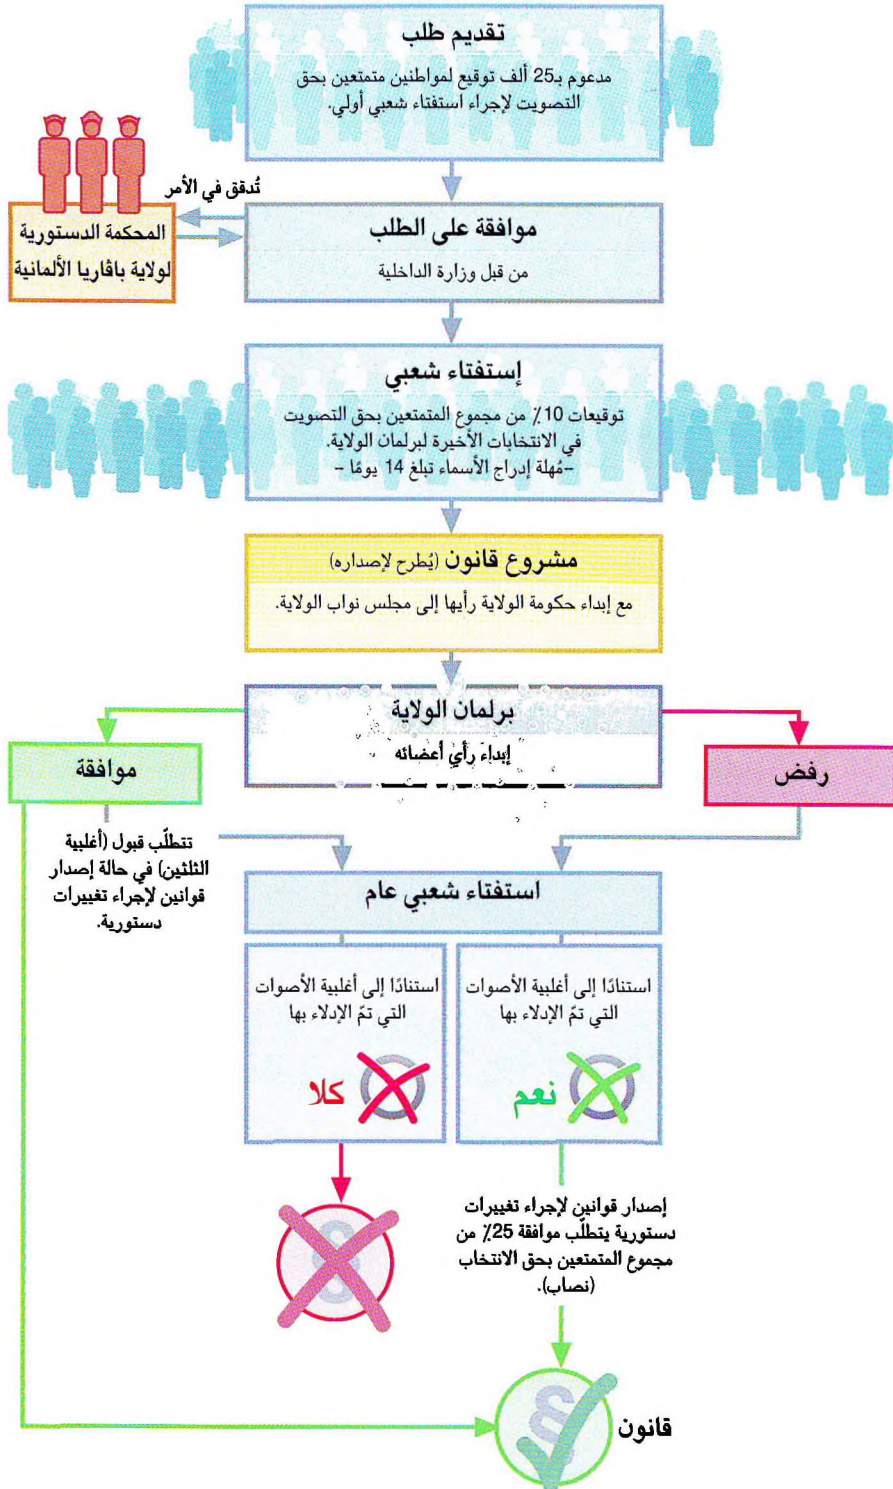 تقديم طلب
مدعوم بـ25 ألف توقيع لمواطنين متمتعين بحق
التصويت لإجراء استفتاء شعبي أولي.
تُدقق في الأمر
المحكمة الدستورية
لولاية باڤاريا الألمانية
موافقة على الطلب
من قبل وزارة الداخلية
إستفتاء شعبي
توقيعات 10٪ من مجموع المتمتعين بحق التصويت
في الانتخابات الأخيرة لبرلمان الولاية.
–مُهلة إدراج الأسماء تبلغ 14 يومًا –
مشروع قانون (يُطرح لإصداره)
مع إبداء حكومة الولاية رأيها إلى مجلس نواب الولاية.
برلمان الولاية
إبداء رأي أعضائه
رفض
موافقة
تتطلّب قبول (أغلبية
الثلثين) في حالة إصدار
قوانين لإجراء تغييرات
دستورية.
استفتاء شعبي عام
استنادًا إلى أغلبية الأصوات
التي تمّ الإدلاء بها
نعم
استنادًا إلى أغلبية الأصوات
التي تمّ الإدلاء بها
كلا
إصدار قوانين لإجراء تغييرات
دستورية يتطلّب موافقة 25٪ من
مجموع المتمتعين بحق الانتخاب
(نصاب).
§
§
قانون